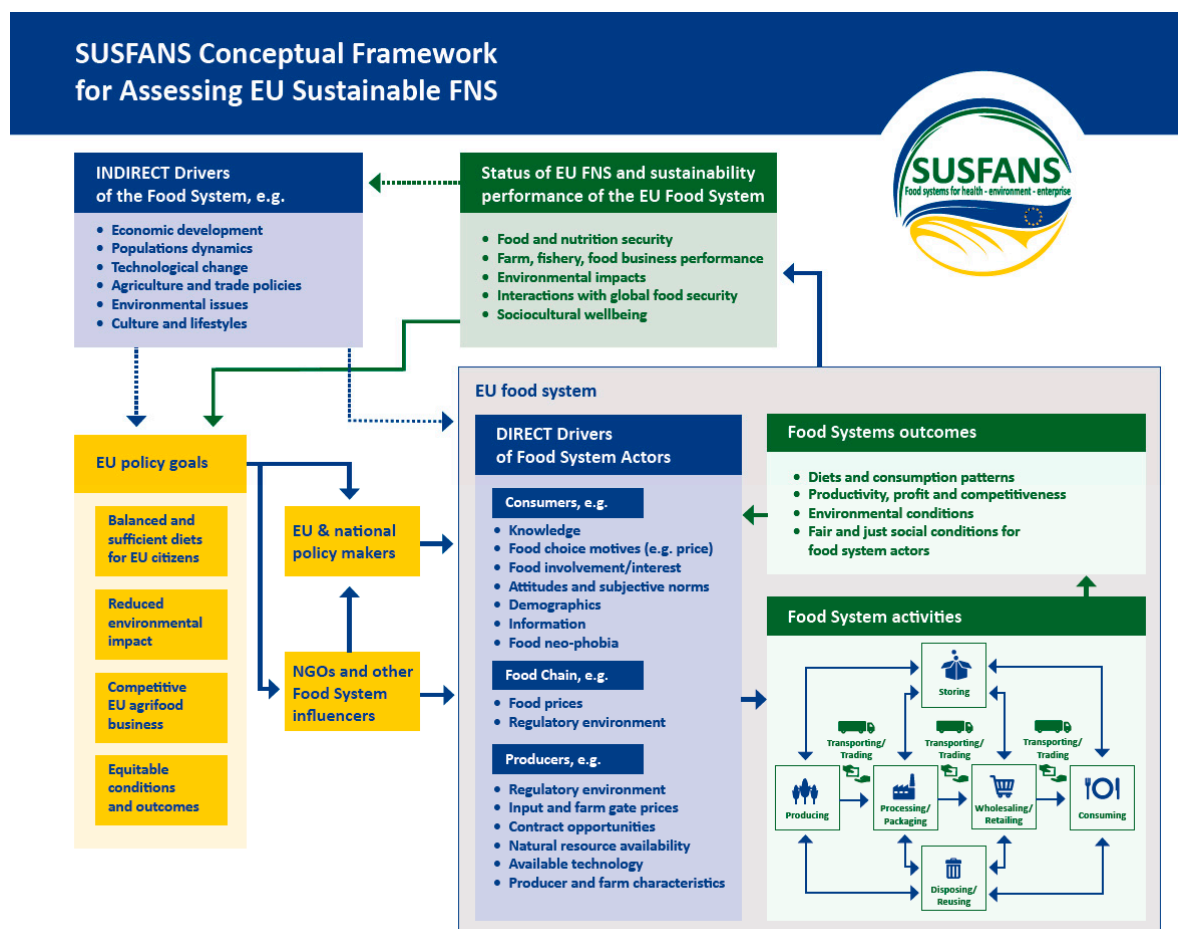 SUSFANS Conceptual Framework
for Assessing EU Sustainable FNS
SUSFANS
Food systems for health - environment - enterprise
INDIRECT Drivers
of the Food System, e.g.
• Economic development
• Populations dynamics
• Technological change
• Agriculture and trade policies
• Environmental issues
• Culture and lifestyles
Status of EU FNS and sustainability
performance of the EU Food System
• Food and nutrition security
• Farm, fishery, food business performance
• Environmental impacts
• Interactions with global food security
• Sociocultural wellbeing
EU policy goals
Balanced and
sufficient diets
for EU citizens
Reduced
environmental
impact
Competitive
EU agrifood
business
Equitable
conditions
and outcomes
EU & national
policy makers
NGOs and other
Food System
influencers
EU food system
DIRECT Drivers
of Food System Actors
Consumers, e.g.
• Knowledge
• Food choice motives (e.g. price)
• Food involvement/interest
• Attitudes and subjective norms
• Demographics
• Information
• Food neo-phobia
Food Chain, e.g.
• Food prices
• Regulatory environment
Producers, e.g.
• Regulatory environment
• Input and farm gate prices
• Contract opportunities
• Natural resource availability
• Available technology
• Producer and farm characteristics
Food Systems outcomes
• Diets and consumption patterns
• Productivity, profit and competitiveness
• Environmental conditions
• Fair and just social conditions for
food system actors
Food System activities
Storing
Transporting/
Trading
Transporting/
Trading
Transporting/
Trading
Producing
Processing/
Packaging
Wholesaling/
Retailing
Consuming
Disposing/
Reusing